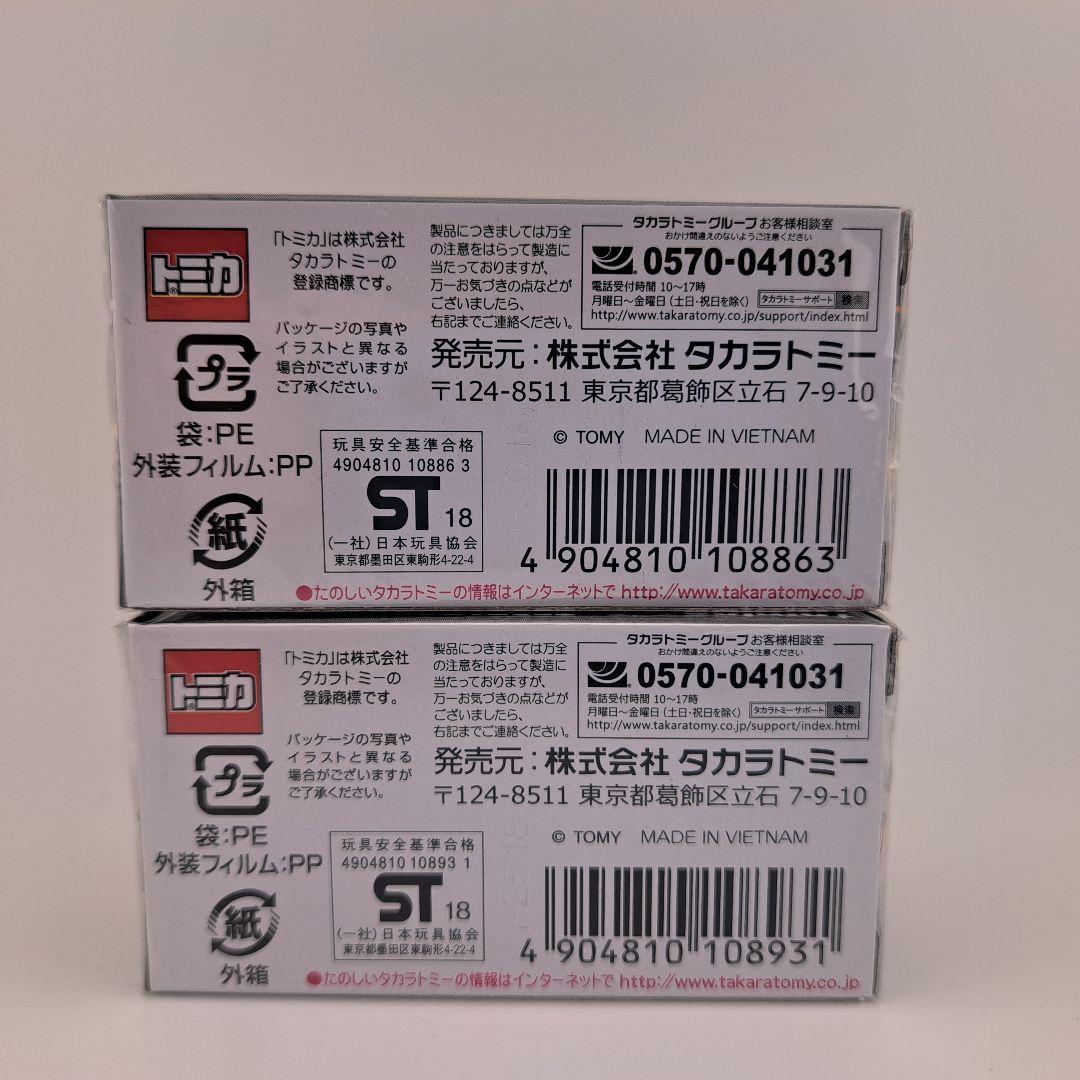 トミカ®
「トミカ」は株式会社
タカラトミーの
登録商標です。
パッケージの写真や
イラストと異なる
場合がございますが
ご了承ください。
プラ
袋:PE
外装フィルム:PP
紙
外箱
製品につきましては万全
の注意をはらって製造に
当たっておりますが、
万一お気づきの点などが
ございましたら、
右記までご連絡ください。
タカラトミーグループ お客様相談室
おかけ間違えのないようご注意ください
0570-041031
電話受付時間 10〜17時
月曜日〜金曜日(土日・祝日を除く) タカラトミーサポート 検索
http://www.takaratomy.co.jp/support/index.html
発売元:株式会社 タカラトミー
〒124-8511 東京都葛飾区立石 7-9-10
© TOMY MADE IN VIETNAM
玩具安全基準合格
4904810 10886 3
ST 18
(一社)日本玩具協会
東京都墨田区東駒形4-22-4
4 904810 108863
●たのしいタカラトミーの情報はインターネットで http://www.takaratomy.co.jp
トミカ®
「トミカ」は株式会社
タカラトミーの
登録商標です。
パッケージの写真や
イラストと異なる
場合がございますが
ご了承ください。
プラ
袋:PE
外装フィルム:PP
紙
外箱
製品につきましては万全
の注意をはらって製造に
当たっておりますが、
万一お気づきの点などが
ございましたら、
右記までご連絡ください。
タカラトミーグループ お客様相談室
おかけ間違えのないようご注意ください
0570-041031
電話受付時間 10〜17時
月曜日〜金曜日(土日・祝日を除く) タカラトミーサポート 検索
http://www.takaratomy.co.jp/support/index.html
発売元:株式会社 タカラトミー
〒124-8511 東京都葛飾区立石 7-9-10
© TOMY MADE IN VIETNAM
玩具安全基準合格
4904810 10893 1
ST 18
(一社)日本玩具協会
東京都墨田区東駒形4-22-4
4 904810 108931
●たのしいタカラトミーの情報はインターネットで http://www.takaratomy.co.jp